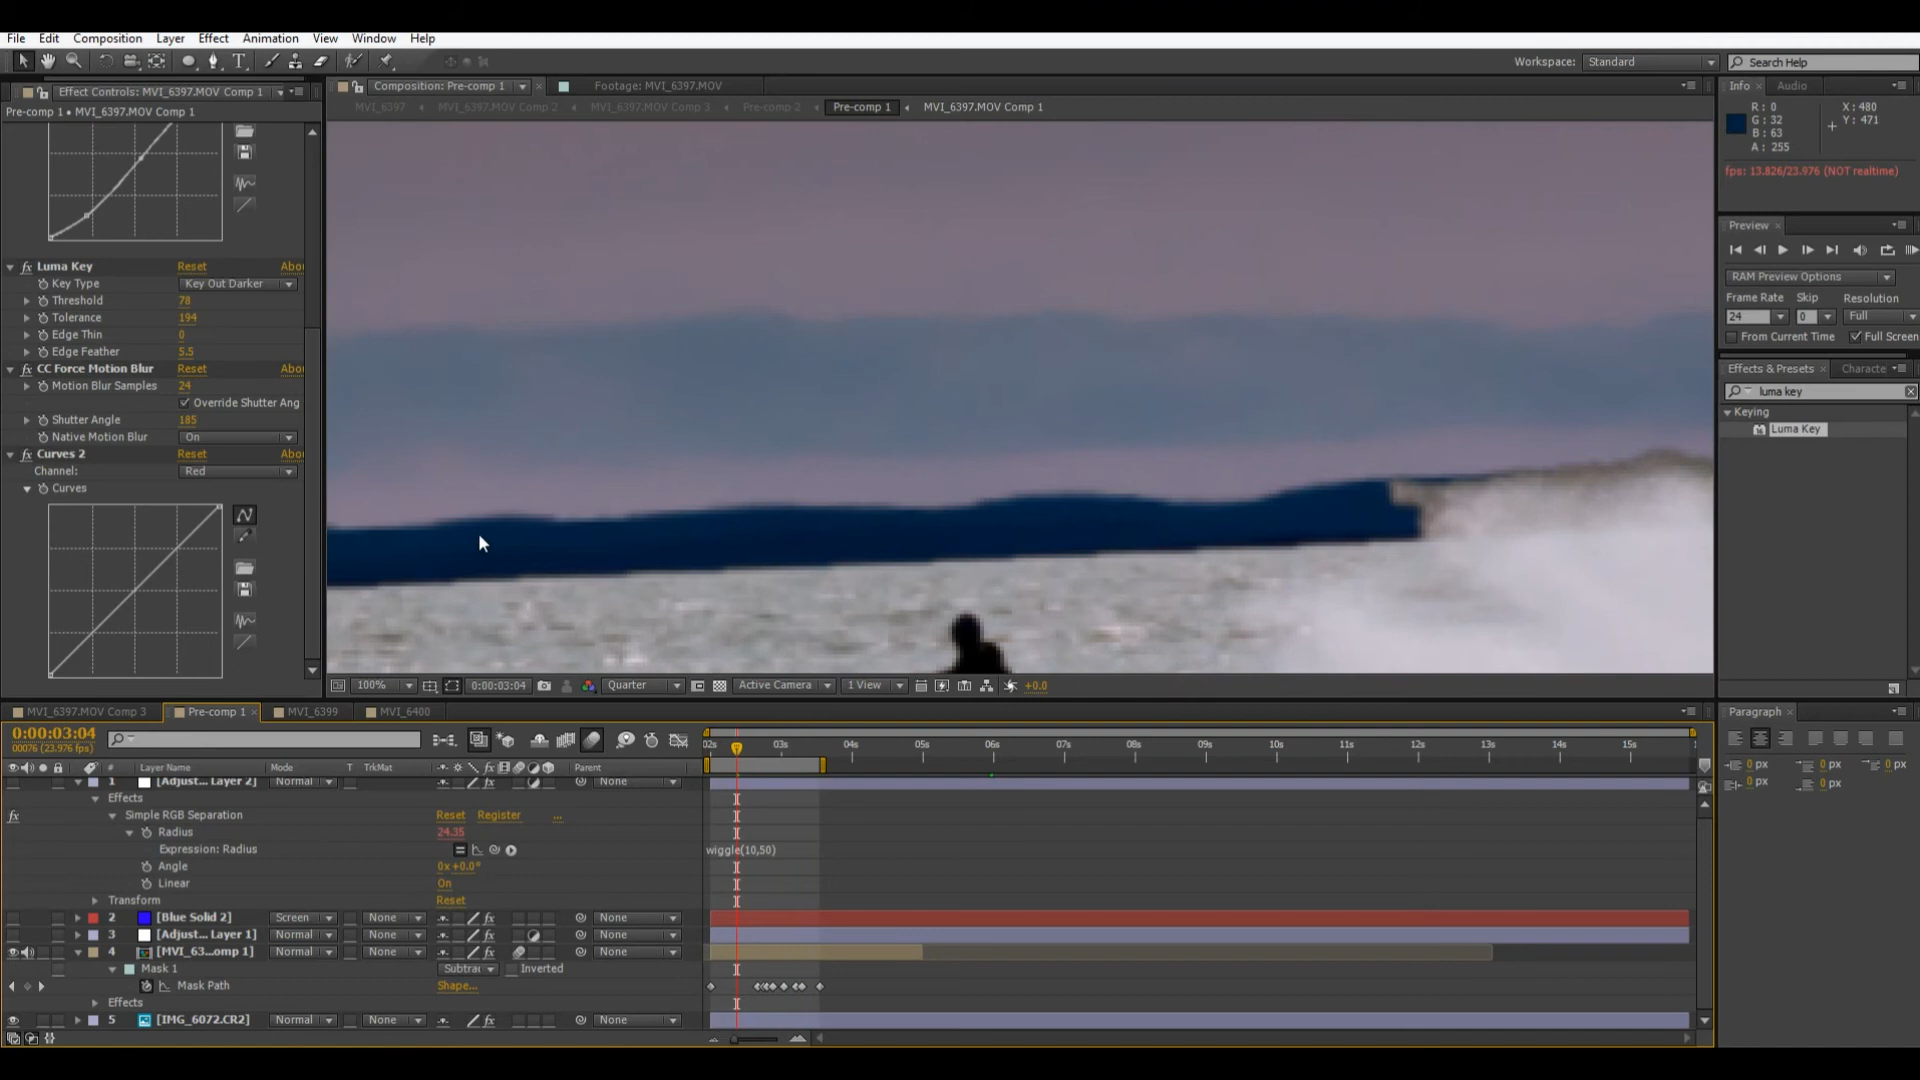 File Edit Composition Layer Effect Animation View Window Help
Workspace: Standard Search Help
Effect Controls: MVI_6397.MOV Comp 1
Pre-comp 1 • MVI_6397.MOV Comp 1
Luma Key Reset Abou
Key Type Key Out Darker
Threshold 78
Tolerance 194
Edge Thin 0
Edge Feather 5.5
CC Force Motion Blur Reset Abou
Motion Blur Samples 24
Override Shutter Ang
Shutter Angle 185
Native Motion Blur On
Curves 2 Reset Abou
Channel: Red
Curves
Composition: Pre-comp 1 Footage: MVI_6397.MOV
MVI_6397 MVI_6397.MOV Comp 2 MVI_6397.MOV Comp 3 Pre-comp 2 Pre-comp 1 MVI_6397.MOV Comp 1
100% 0:00:03:04 Quarter Active Camera 1 View +0.0
Info Audio
R: 0 X: 480
G: 32 Y: 471
B: 63
A: 255
fps: 13.826/23.976 (NOT realtime)
Preview
RAM Preview Options
Frame Rate Skip Resolution
24 0 Full
From Current Time Full Screen
Effects & Presets Characte
luma key
Keying
Luma Key
Paragraph
0 px 0 px 0 px
0 px 0 px
MVI_6397.MOV Comp 3 Pre-comp 1 MVI_6399 MVI_6400
0:00:03:04
00076 (23.976 fps)
02s 03s 04s 05s 06s 07s 08s 09s 10s 11s 12s 13s 14s 15s
# Layer Name Mode T TrkMat Parent
1 [Adjust... Layer 2] Normal None
Effects
Simple RGB Separation Reset Register ...
Radius 24.35
Expression: Radius wiggle(10,50)
Angle 0x+0.0°
Linear On
Transform Reset
2 [Blue Solid 2] Screen None None
3 [Adjust... Layer 1] Normal None None
4 [MVI_63...omp 1] Normal None None
Mask 1 Subtrac Inverted
Mask Path Shape...
Effects
5 [IMG_6072.CR2] Normal None None